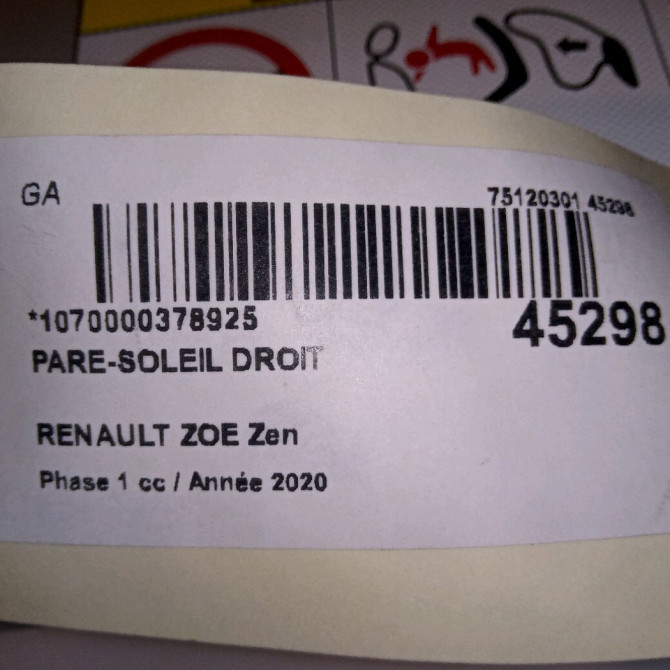 GA
75120301 45298
*1070000378925
45298
PARE-SOLEIL DROIT
RENAULT ZOE Zen
Phase 1 cc / Année 2020